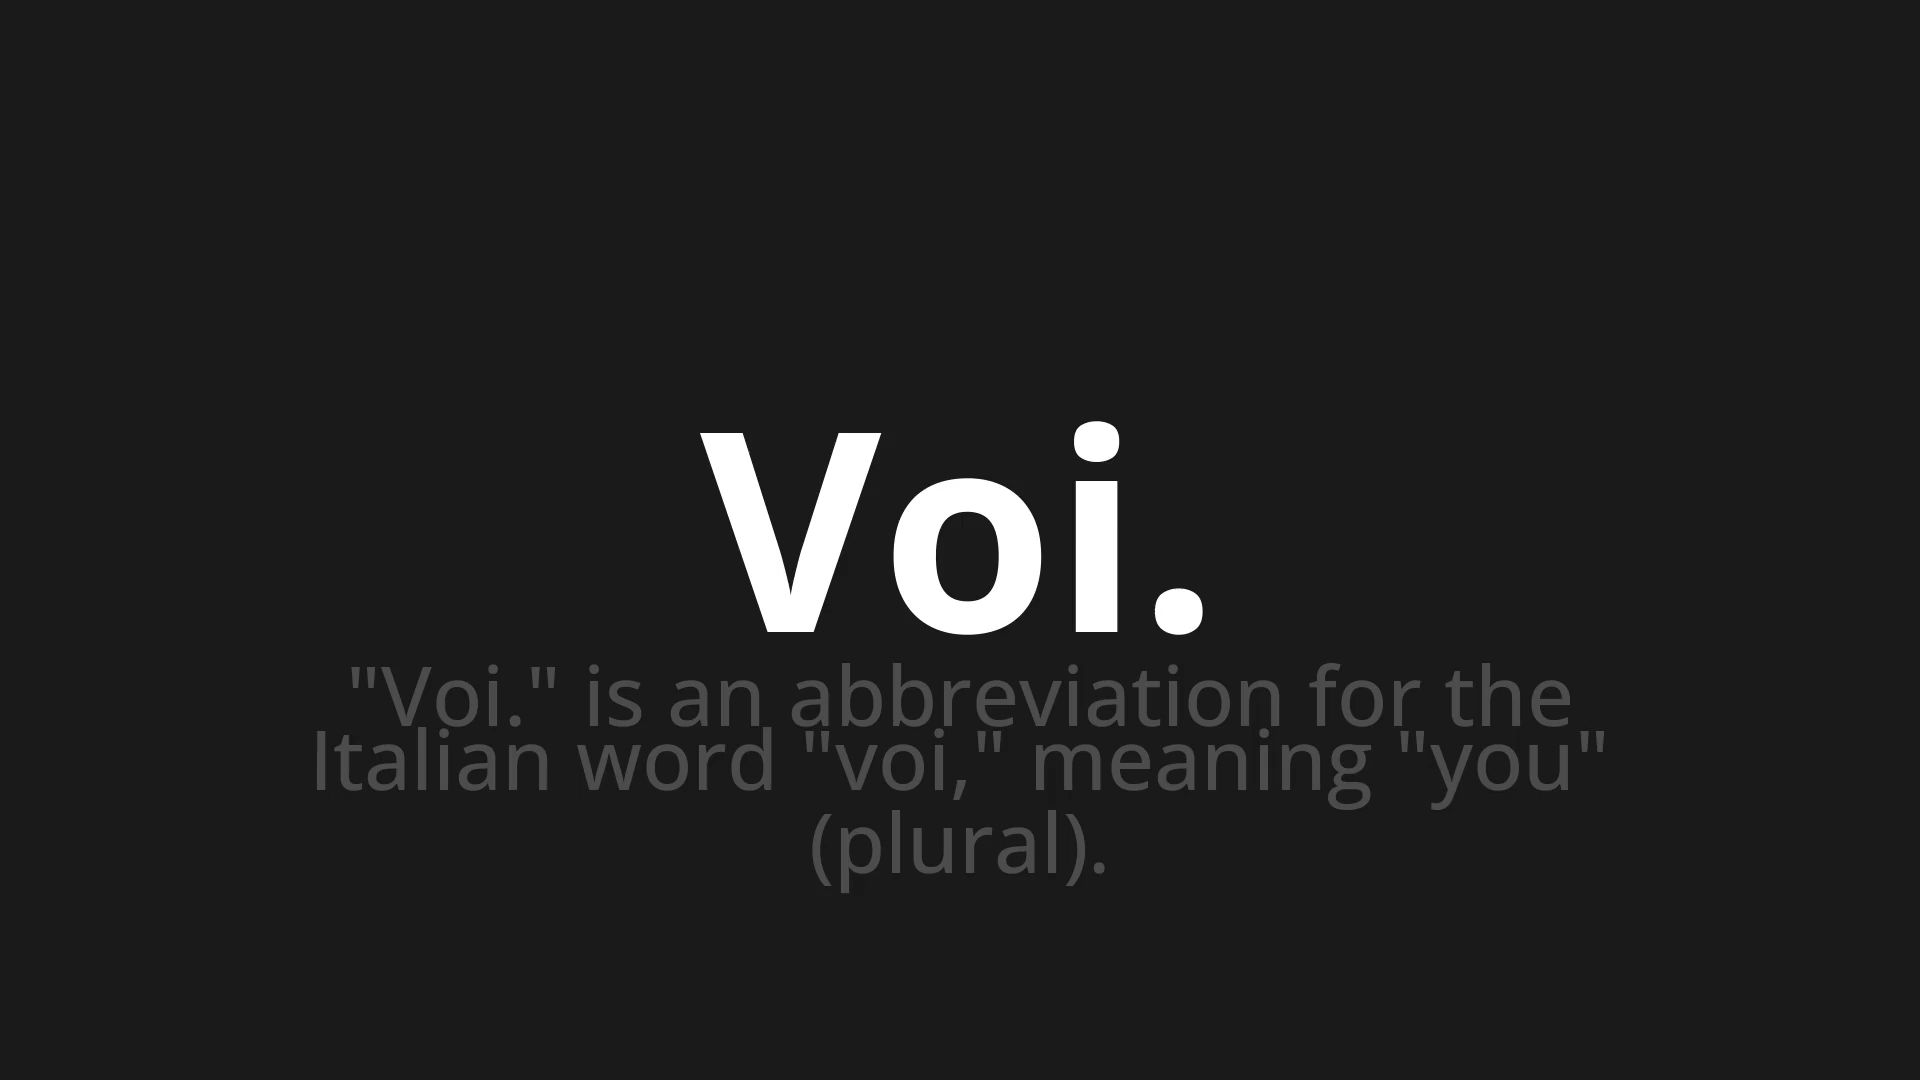 Voi.
"Voi." is an abbreviation for the
Italian word "voi," meaning "you"
(plural).